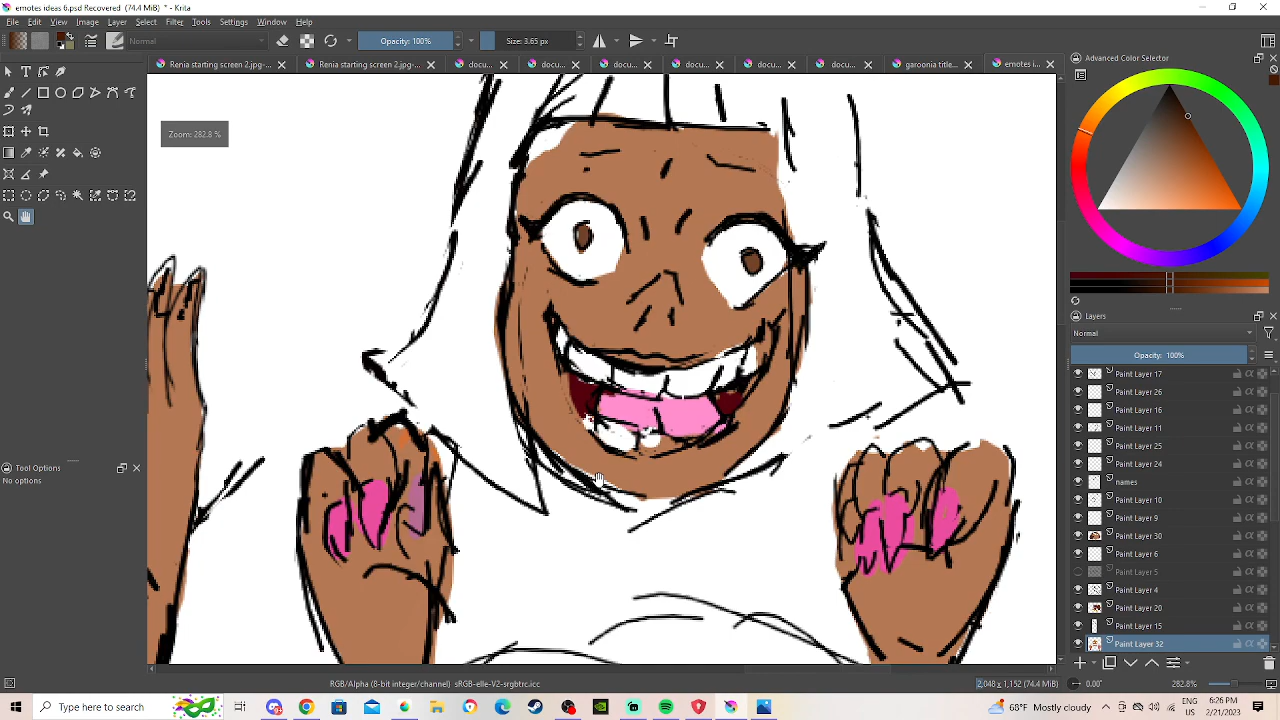 emotes ideas 6.psd Recovered (74.4 MiB) * - Krita
File Edit View Image Layer Select Filter Tools Settings Window Help
Normal Opacity: 100% Size: 3.65 px
Renia starting screen 2.jpg-... Renia starting screen 2.jpg-... docu... docu... docu... docu... docu... docu... garoonia title... emotes i...
Advanced Color Selector
Zoom: 282.8 %
Layers
Normal
Opacity: 100%
Paint Layer 17
Paint Layer 26
Paint Layer 16
Paint Layer 11
Paint Layer 25
Paint Layer 24
Tool Options
No options
names
Paint Layer 10
Paint Layer 9
Paint Layer 30
Paint Layer 6
Paint Layer 5
Paint Layer 4
Paint Layer 20
Paint Layer 15
Paint Layer 32
RGB/Alpha (8-bit integer/channel) sRGB-elle-V2-srgbtrc.icc 2,048 x 1,152 (74.4 MiB) 0.00° 282.8%
Type here to search 68°F Mostly cloudy ENG US 6:26 PM 2/21/2023